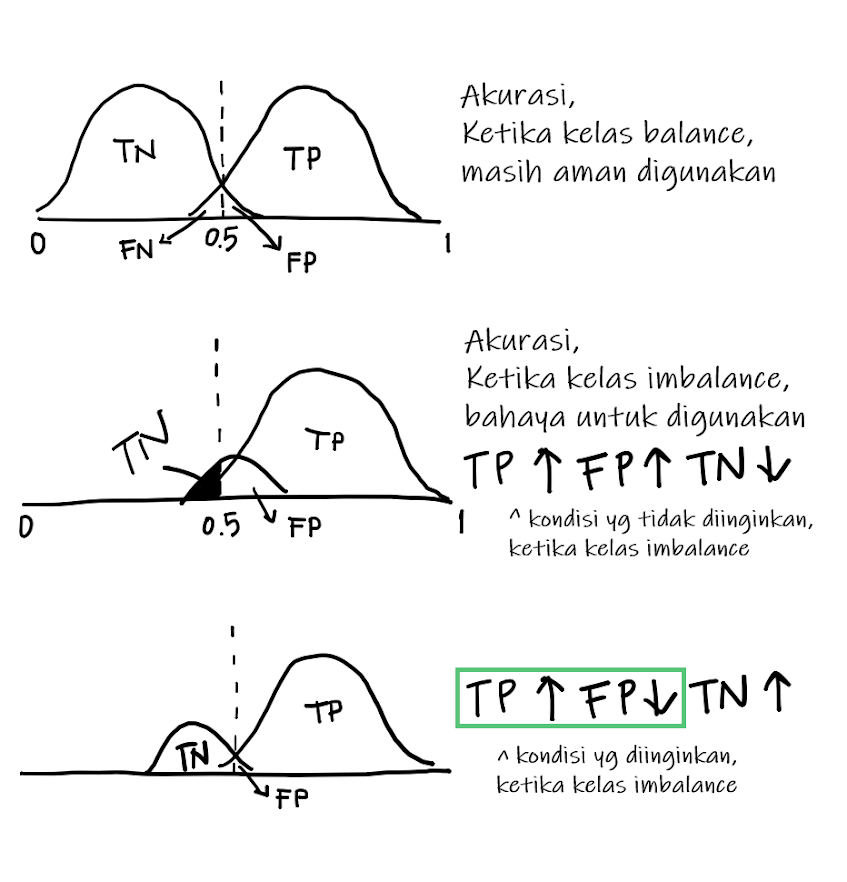 Akurasi,
Ketika kelas balance,
masih aman digunakan
TN
TP
0
FN
0.5
FP
1
Akurasi,
Ketika kelas imbalance,
bahaya untuk digunakan
TP ↑ FP ↑ TN ↓
^ kondisi yg tidak diinginkan,
ketika kelas imbalance
TN
TP
0
0.5
FP
1
TP ↑ FP ↓ TN ↑
^ kondisi yg diinginkan,
ketika kelas imbalance
TN
TP
FP